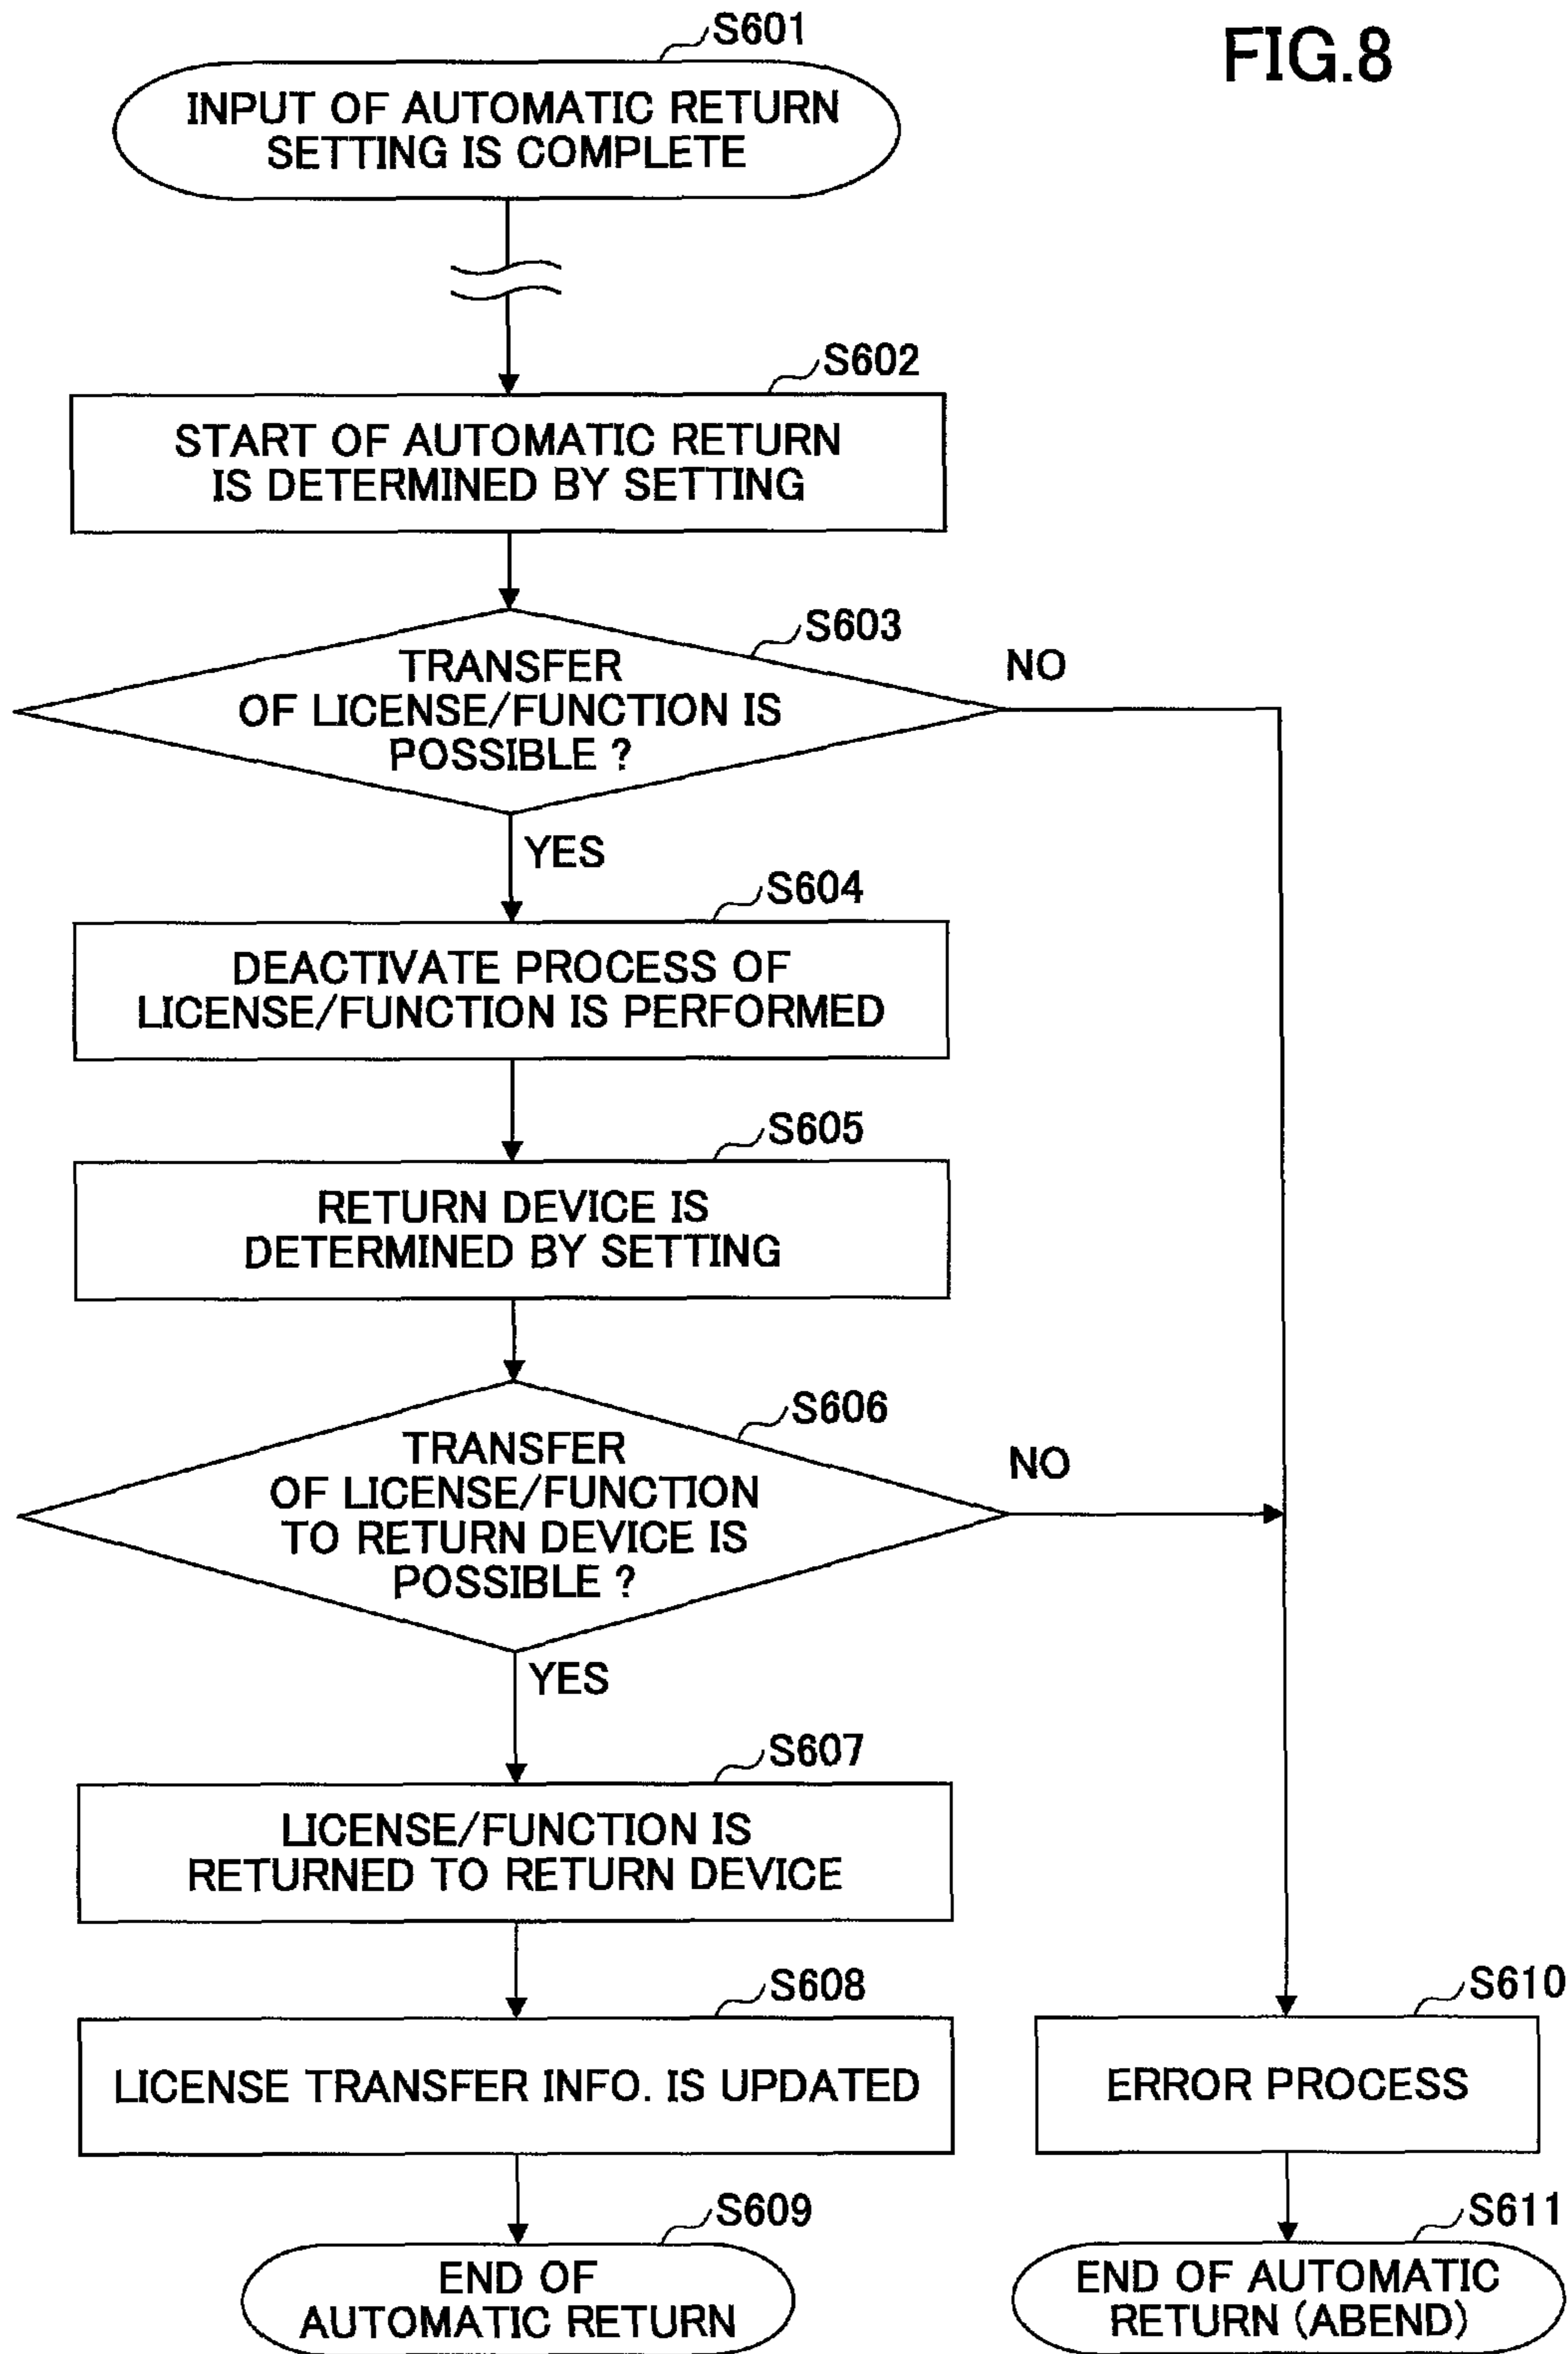 FIG.8
S601
INPUT OF AUTOMATIC RETURN
SETTING IS COMPLETE
S602
START OF AUTOMATIC RETURN
IS DETERMINED BY SETTING
S603
TRANSFER
OF LICENSE/FUNCTION IS
POSSIBLE ?
NO
YES
S604
DEACTIVATE PROCESS OF
LICENSE/FUNCTION IS PERFORMED
S605
RETURN DEVICE IS
DETERMINED BY SETTING
S606
TRANSFER
OF LICENSE/FUNCTION
TO RETURN DEVICE IS
POSSIBLE ?
NO
YES
S607
LICENSE/FUNCTION IS
RETURNED TO RETURN DEVICE
S608
LICENSE TRANSFER INFO. IS UPDATED
S609
END OF
AUTOMATIC RETURN
S610
ERROR PROCESS
S611
END OF AUTOMATIC
RETURN (ABEND)